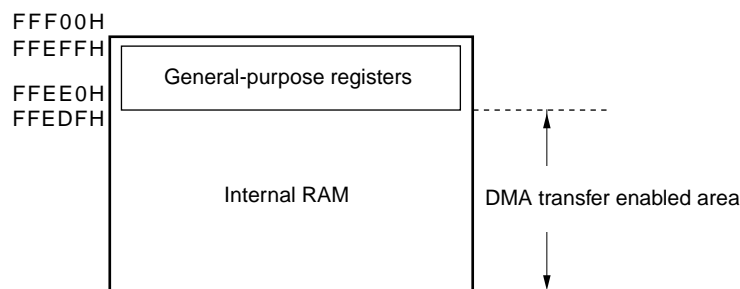 FFF00H
FFEFFH
General-purpose registers
FFEE0H
FFEDFH
Internal RAM
DMA transfer enabled area